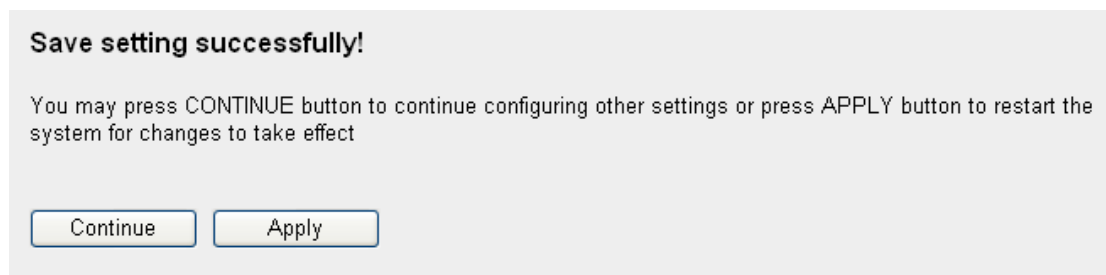 Save setting successfully!
You may press CONTINUE button to continue configuring other settings or press APPLY button to restart the
system for changes to take effect
Continue Apply